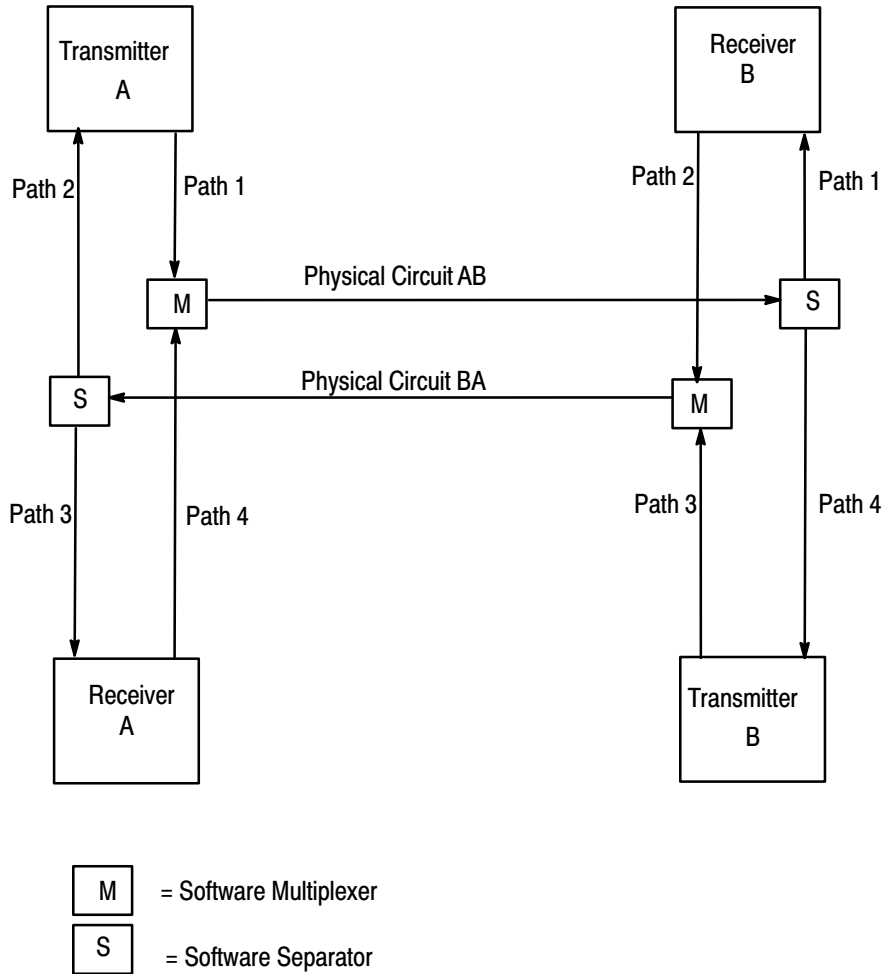 Transmitter
A
Receiver
B
Path 2
Path 1
Path 2
Path 1
Physical Circuit AB
M
S
Physical Circuit BA
S
M
Path 3
Path 4
Path 3
Path 4
Receiver
A
Transmitter
B
M = Software Multiplexer
S = Software Separator